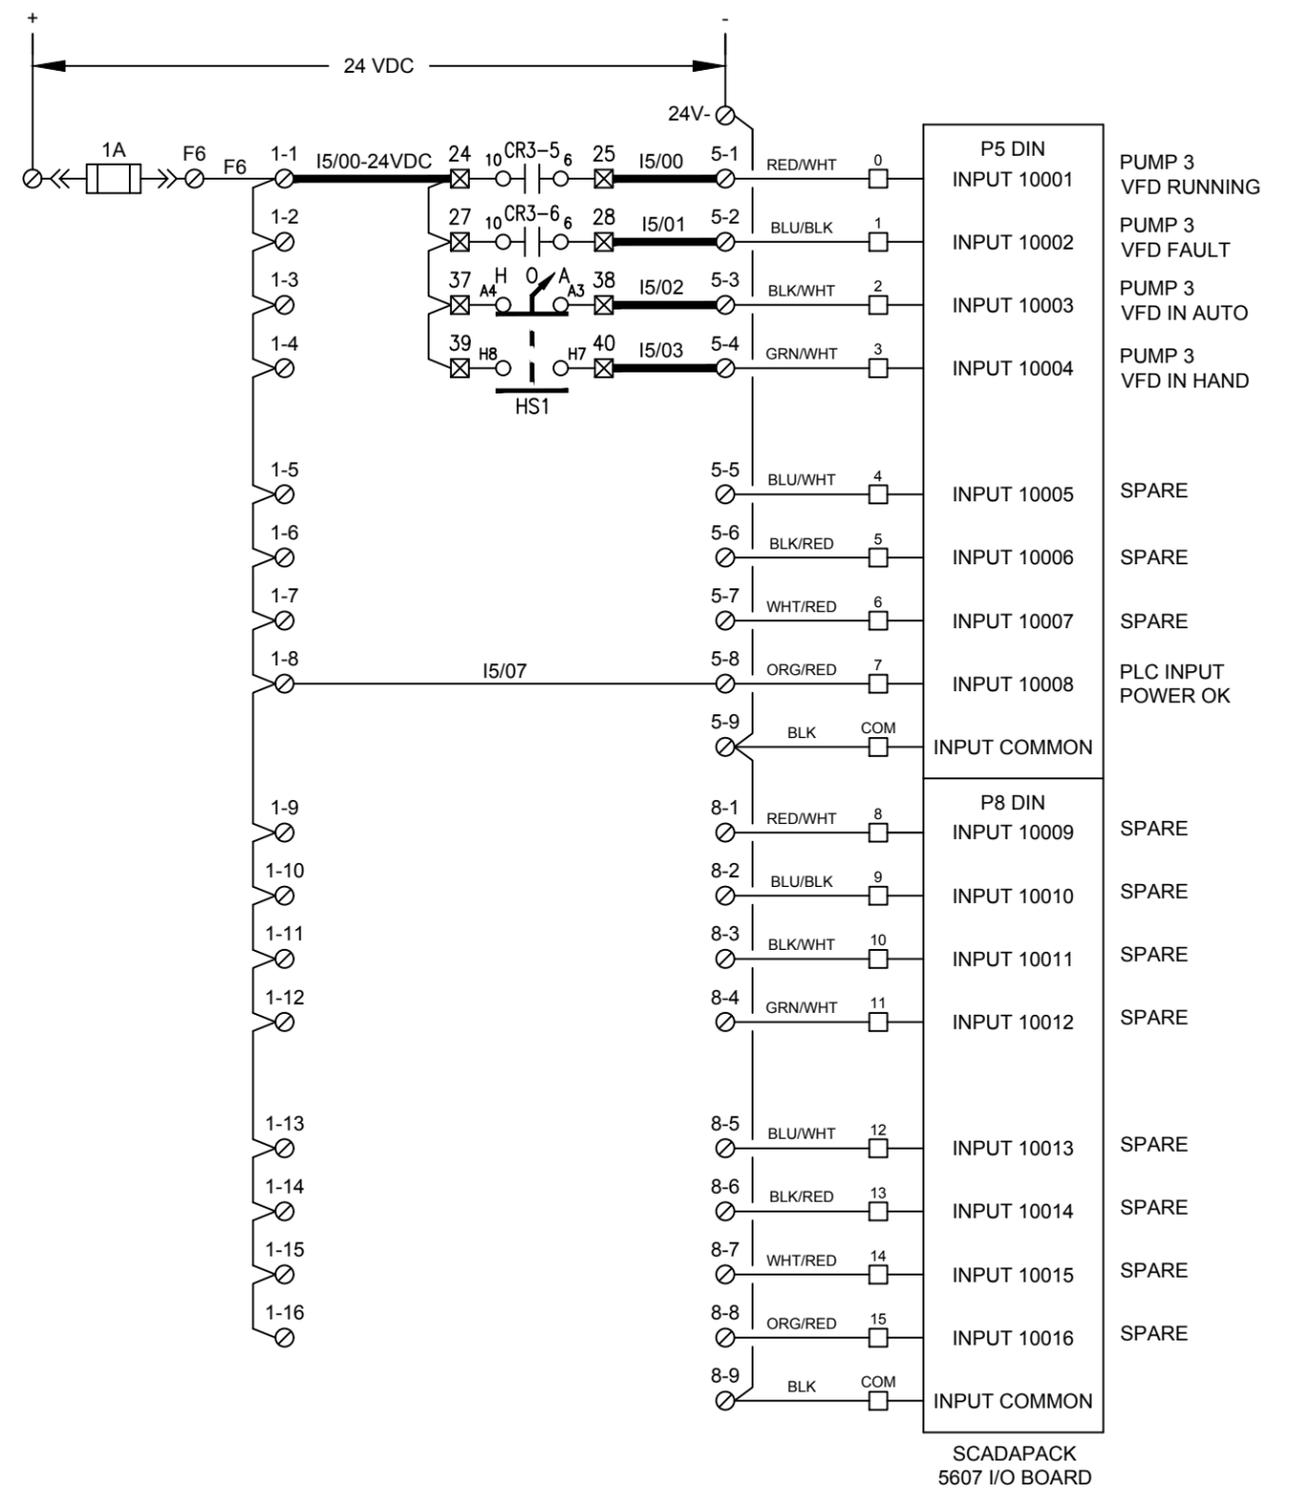 + -
24 VDC
24V-
P5 DIN
1A F6 F6 1-1 I5/00-24VDC 24 10 CR3-5 6 25 I5/00 5-1 RED/WHT 0 INPUT 10001 PUMP 3
VFD RUNNING
1-2 27 10 CR3-6 6 28 I5/01 5-2 BLU/BLK 1 INPUT 10002 PUMP 3
VFD FAULT
1-3 37 H O A A4 A3 38 I5/02 5-3 BLK/WHT 2 INPUT 10003 PUMP 3
VFD IN AUTO
1-4 39 H8 H7 40 I5/03 5-4 GRN/WHT 3 INPUT 10004 PUMP 3
VFD IN HAND
HS1
1-5 5-5 BLU/WHT 4 INPUT 10005 SPARE
1-6 5-6 BLK/RED 5 INPUT 10006 SPARE
1-7 5-7 WHT/RED 6 INPUT 10007 SPARE
1-8 I5/07 5-8 ORG/RED 7 INPUT 10008 PLC INPUT
POWER OK
5-9 BLK COM INPUT COMMON
P8 DIN
1-9 8-1 RED/WHT 8 INPUT 10009 SPARE
1-10 8-2 BLU/BLK 9 INPUT 10010 SPARE
1-11 8-3 BLK/WHT 10 INPUT 10011 SPARE
1-12 8-4 GRN/WHT 11 INPUT 10012 SPARE
1-13 8-5 BLU/WHT 12 INPUT 10013 SPARE
1-14 8-6 BLK/RED 13 INPUT 10014 SPARE
1-15 8-7 WHT/RED 14 INPUT 10015 SPARE
1-16 8-8 ORG/RED 15 INPUT 10016 SPARE
8-9 BLK COM INPUT COMMON
SCADAPACK
5607 I/O BOARD